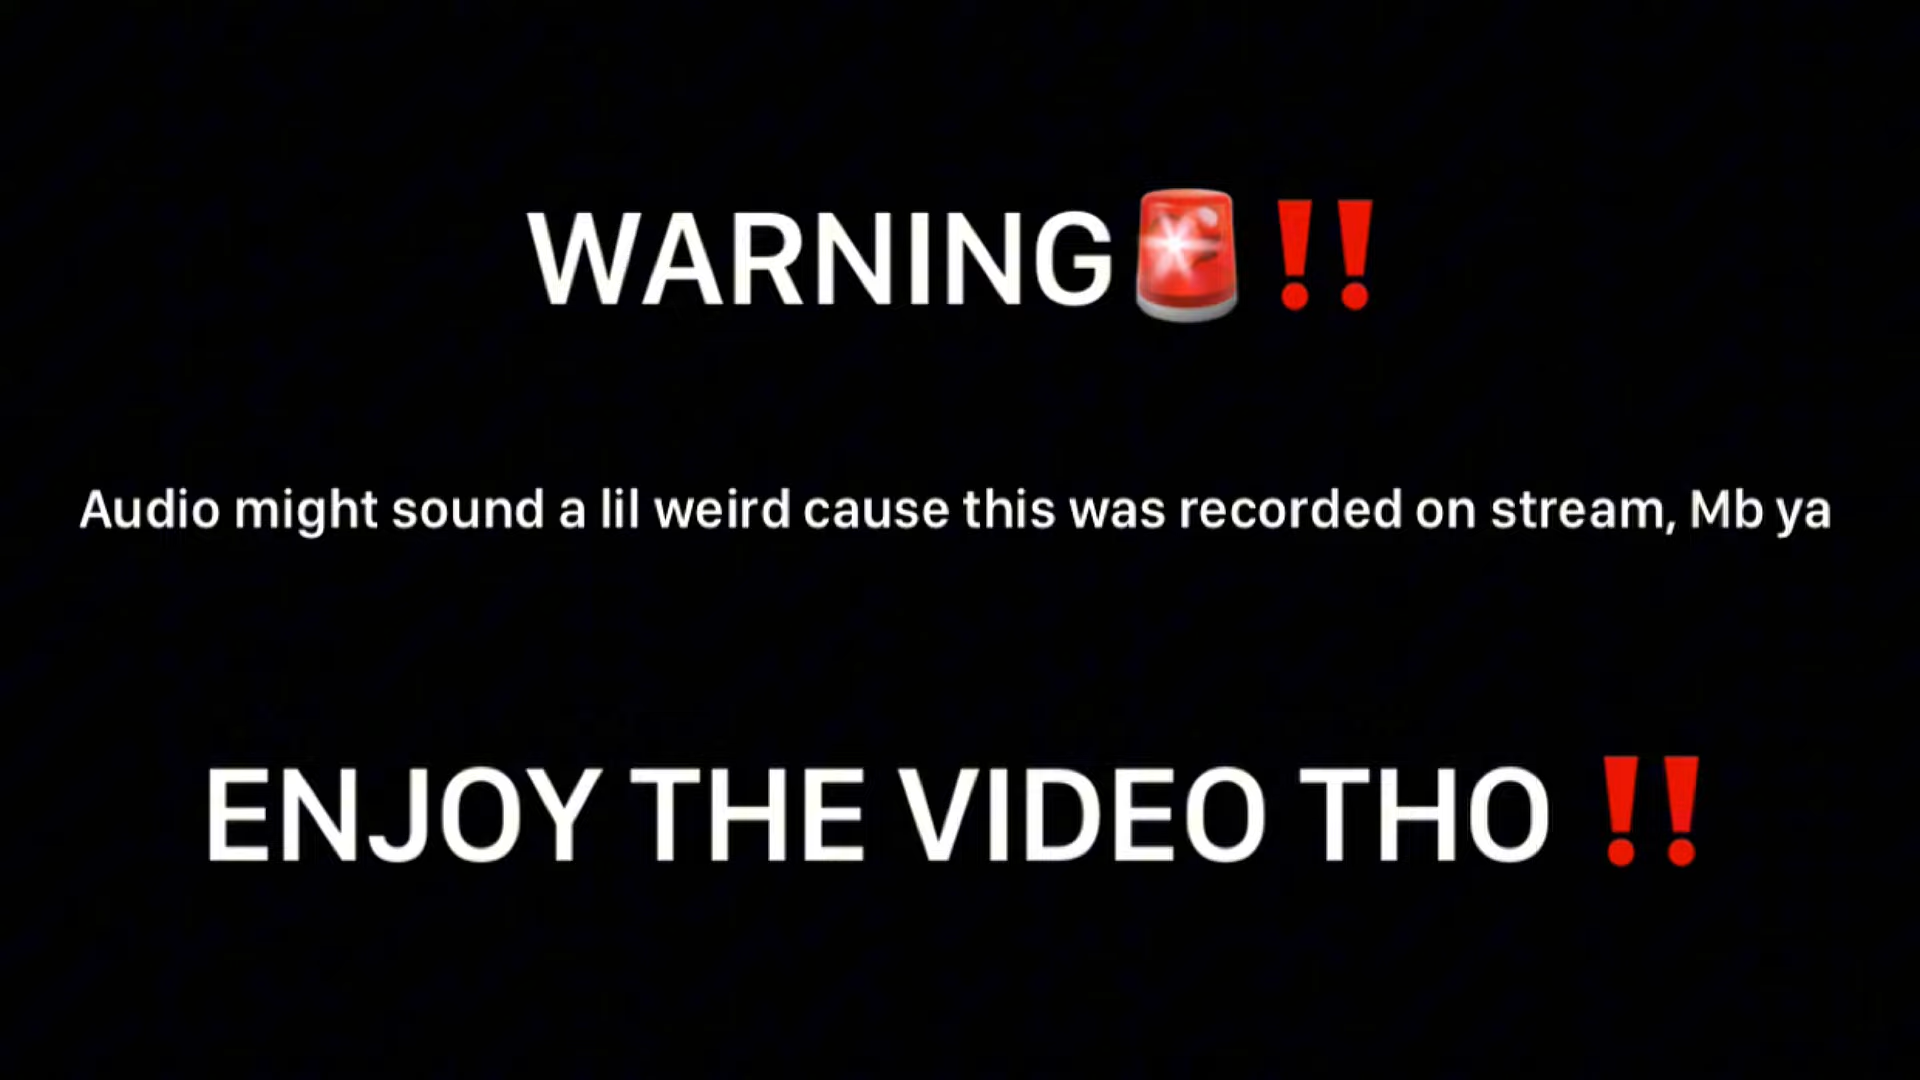 WARNING🚨‼️
Audio might sound a lil weird cause this was recorded on stream, Mb ya
ENJOY THE VIDEO THO ‼️